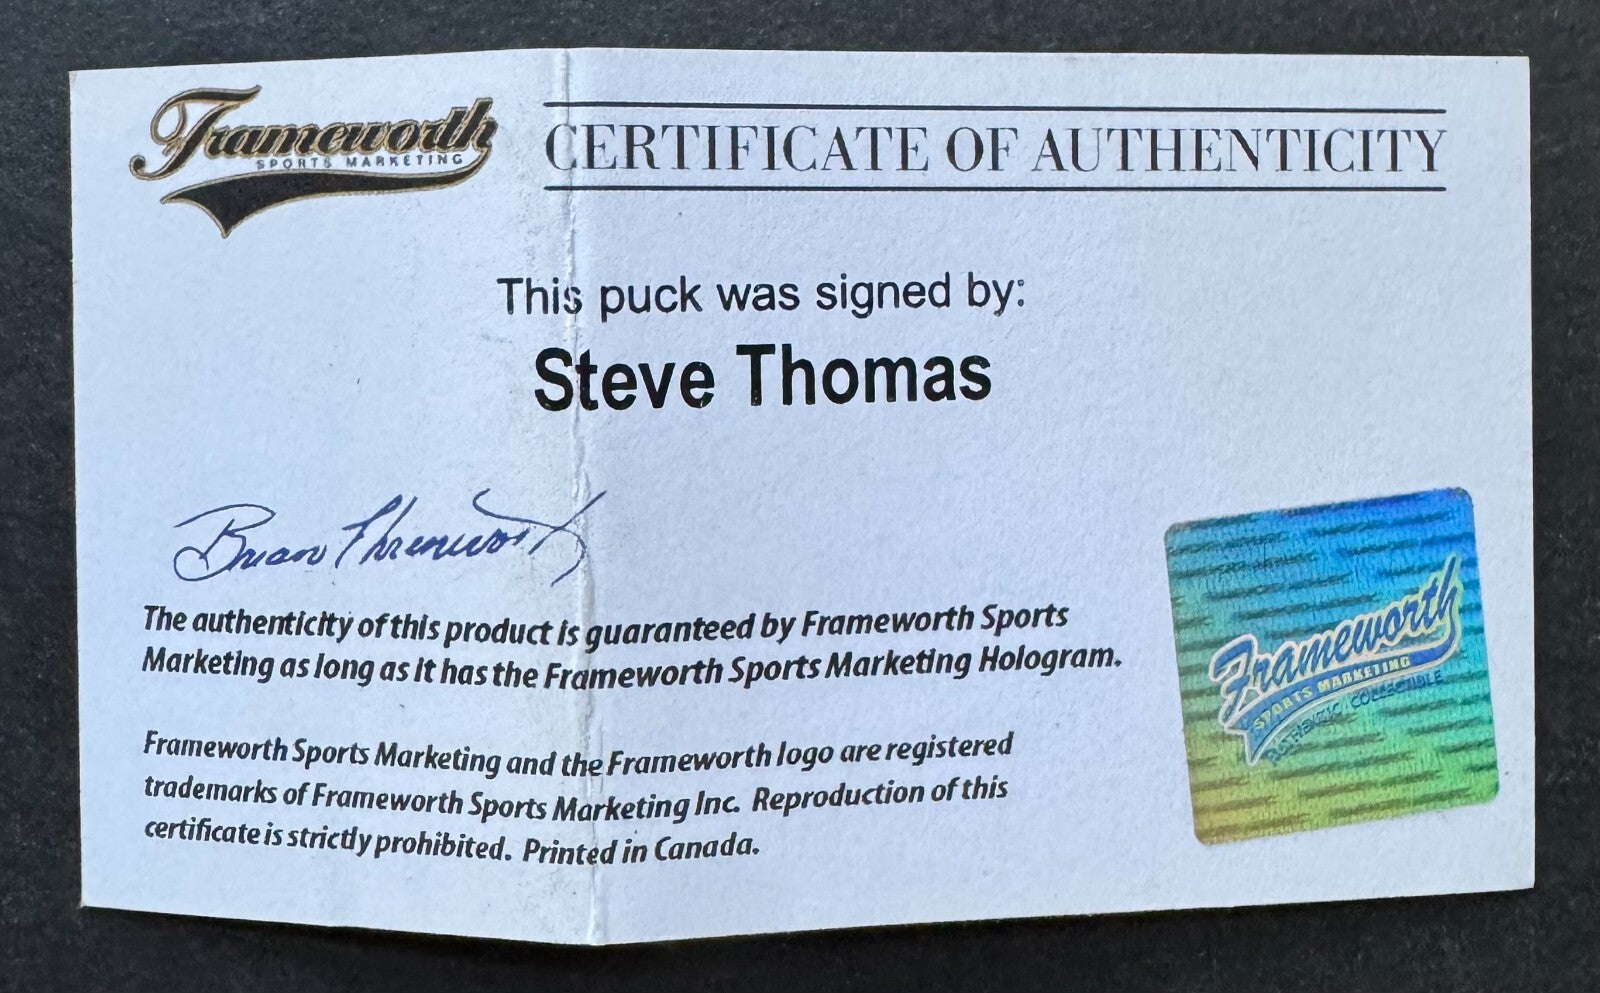 Frameworth
SPORTS MARKETING
CERTIFICATE OF AUTHENTICITY
This puck was signed by:
Steve Thomas
The authenticity of this product is guaranteed by Frameworth Sports
Marketing as long as it has the Frameworth Sports Marketing Hologram.
Frameworth Sports Marketing and the Frameworth logo are registered
trademarks of Frameworth Sports Marketing Inc. Reproduction of this
certificate is strictly prohibited. Printed in Canada.
Frameworth
SPORTS MARKETING
AUTHENTIC COLLECTIBLE